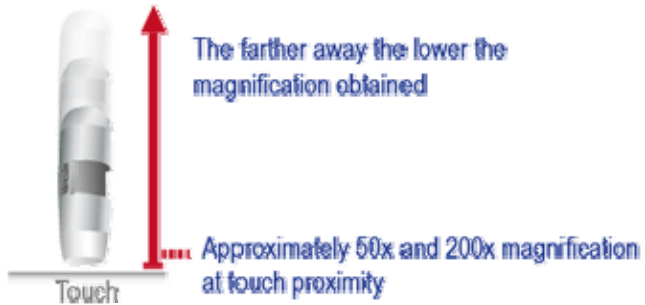 The farther away the lower the
magnification obtained
Approximately 50x and 200x magnification
at touch proximity
Touch